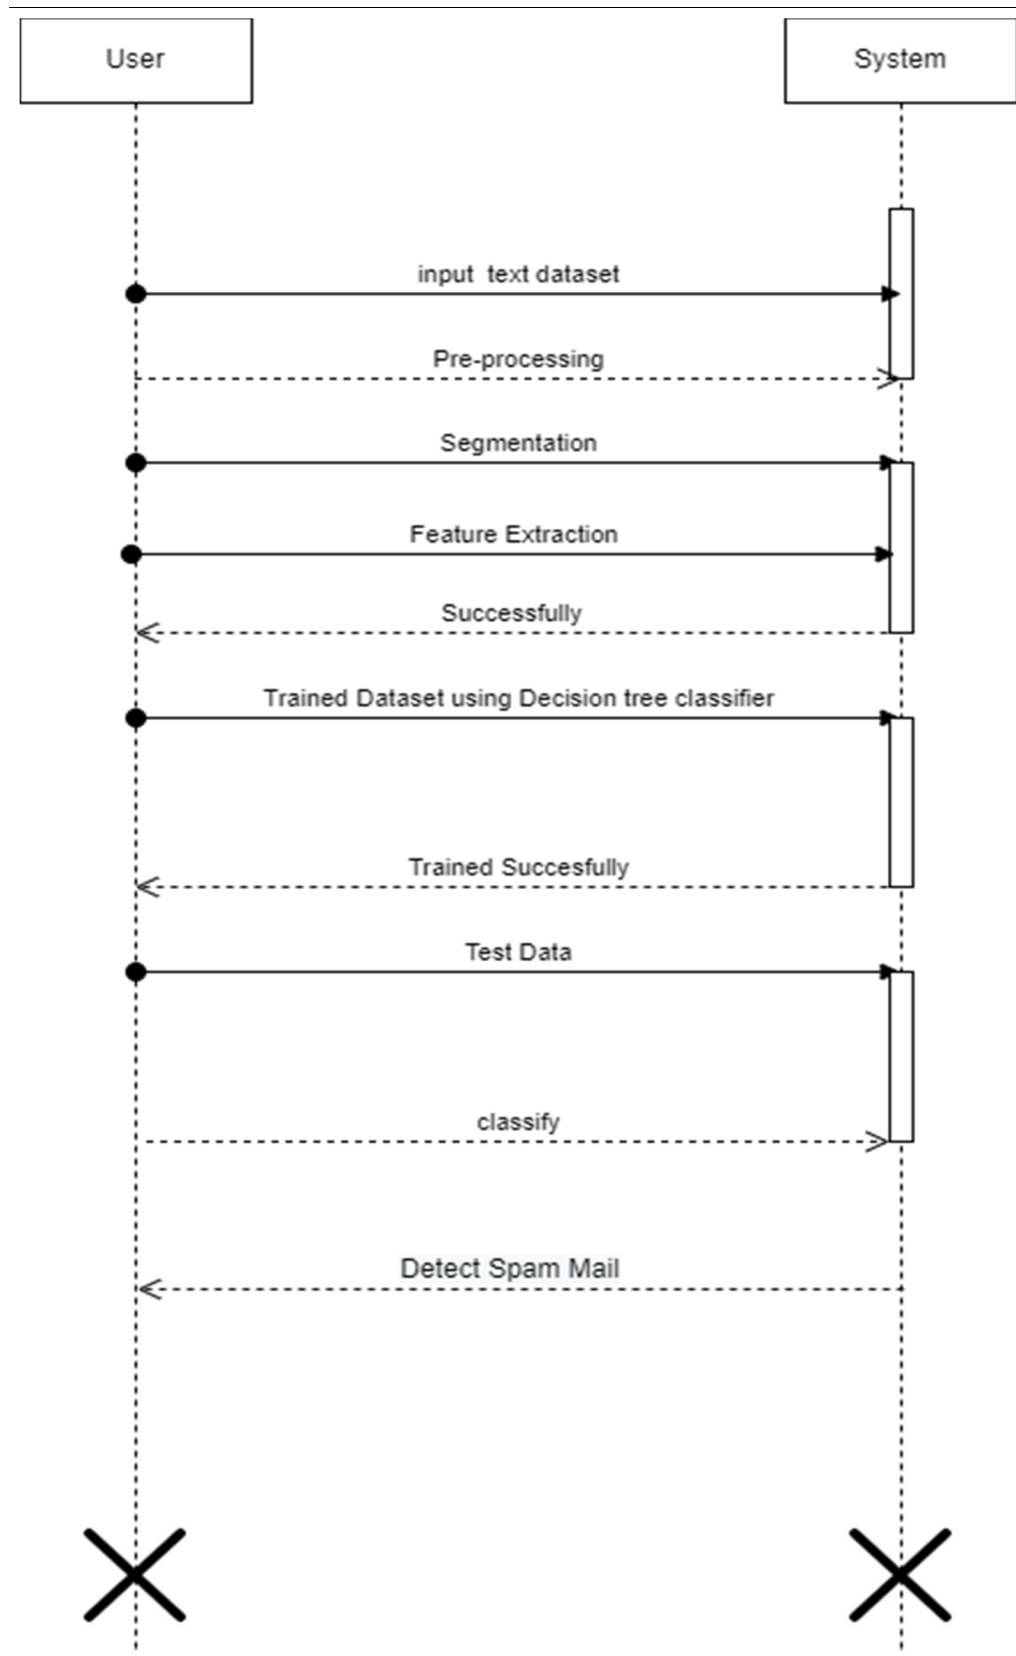 User
System
input  text dataset
Pre-processing
Segmentation
Feature Extraction
Successfully
Trained Dataset using Decision tree classifier
Trained Succesfully
Test Data
classify
Detect Spam Mail